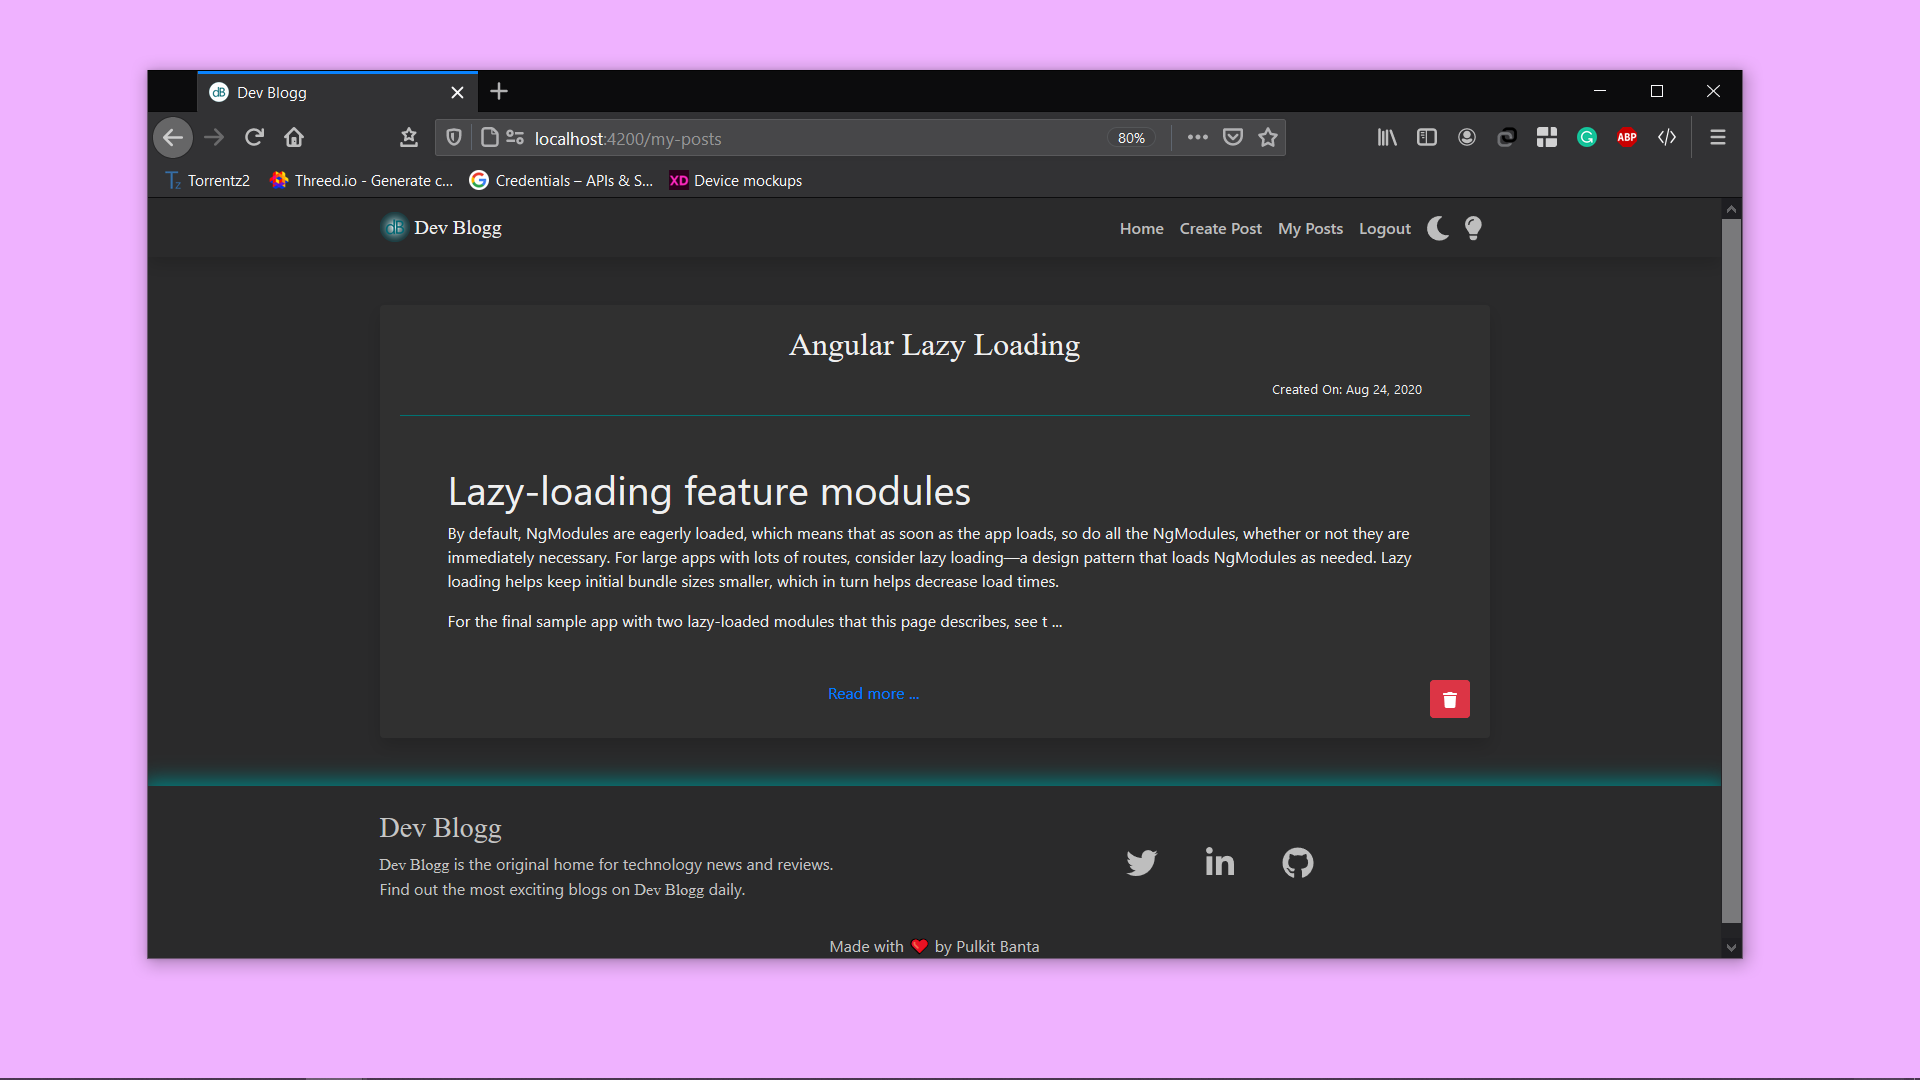 dB Dev Blogg
localhost:4200/my-posts 80% ABP
Tz Torrentz2 Threed.io - Generate c... G Credentials – APIs & S... XD Device mockups
dB Dev Blogg Home Create Post My Posts Logout
Angular Lazy Loading
Created On: Aug 24, 2020
Lazy-loading feature modules
By default, NgModules are eagerly loaded, which means that as soon as the app loads, so do all the NgModules, whether or not they are
immediately necessary. For large apps with lots of routes, consider lazy loading—a design pattern that loads NgModules as needed. Lazy
loading helps keep initial bundle sizes smaller, which in turn helps decrease load times.
For the final sample app with two lazy-loaded modules that this page describes, see t ...
Read more ...
Dev Blogg
Dev Blogg is the original home for technology news and reviews.
Find out the most exciting blogs on Dev Blogg daily.
in
Made with ❤ by Pulkit Banta